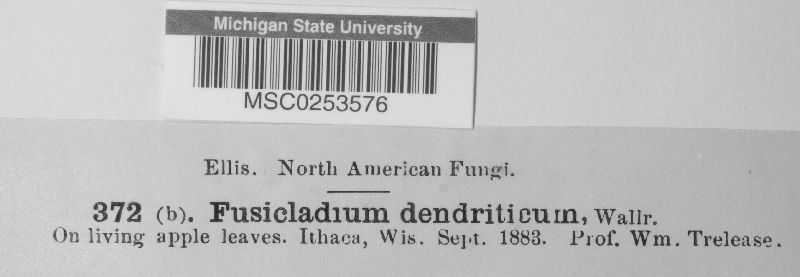 Michigan State University
MSC0253576
Ellis. North American Fungi.
372 (b). Fusicladium dendriticum, Wallr.
On living apple leaves. Ithaca, Wis. Sept. 1883. Prof. Wm. Trelease.